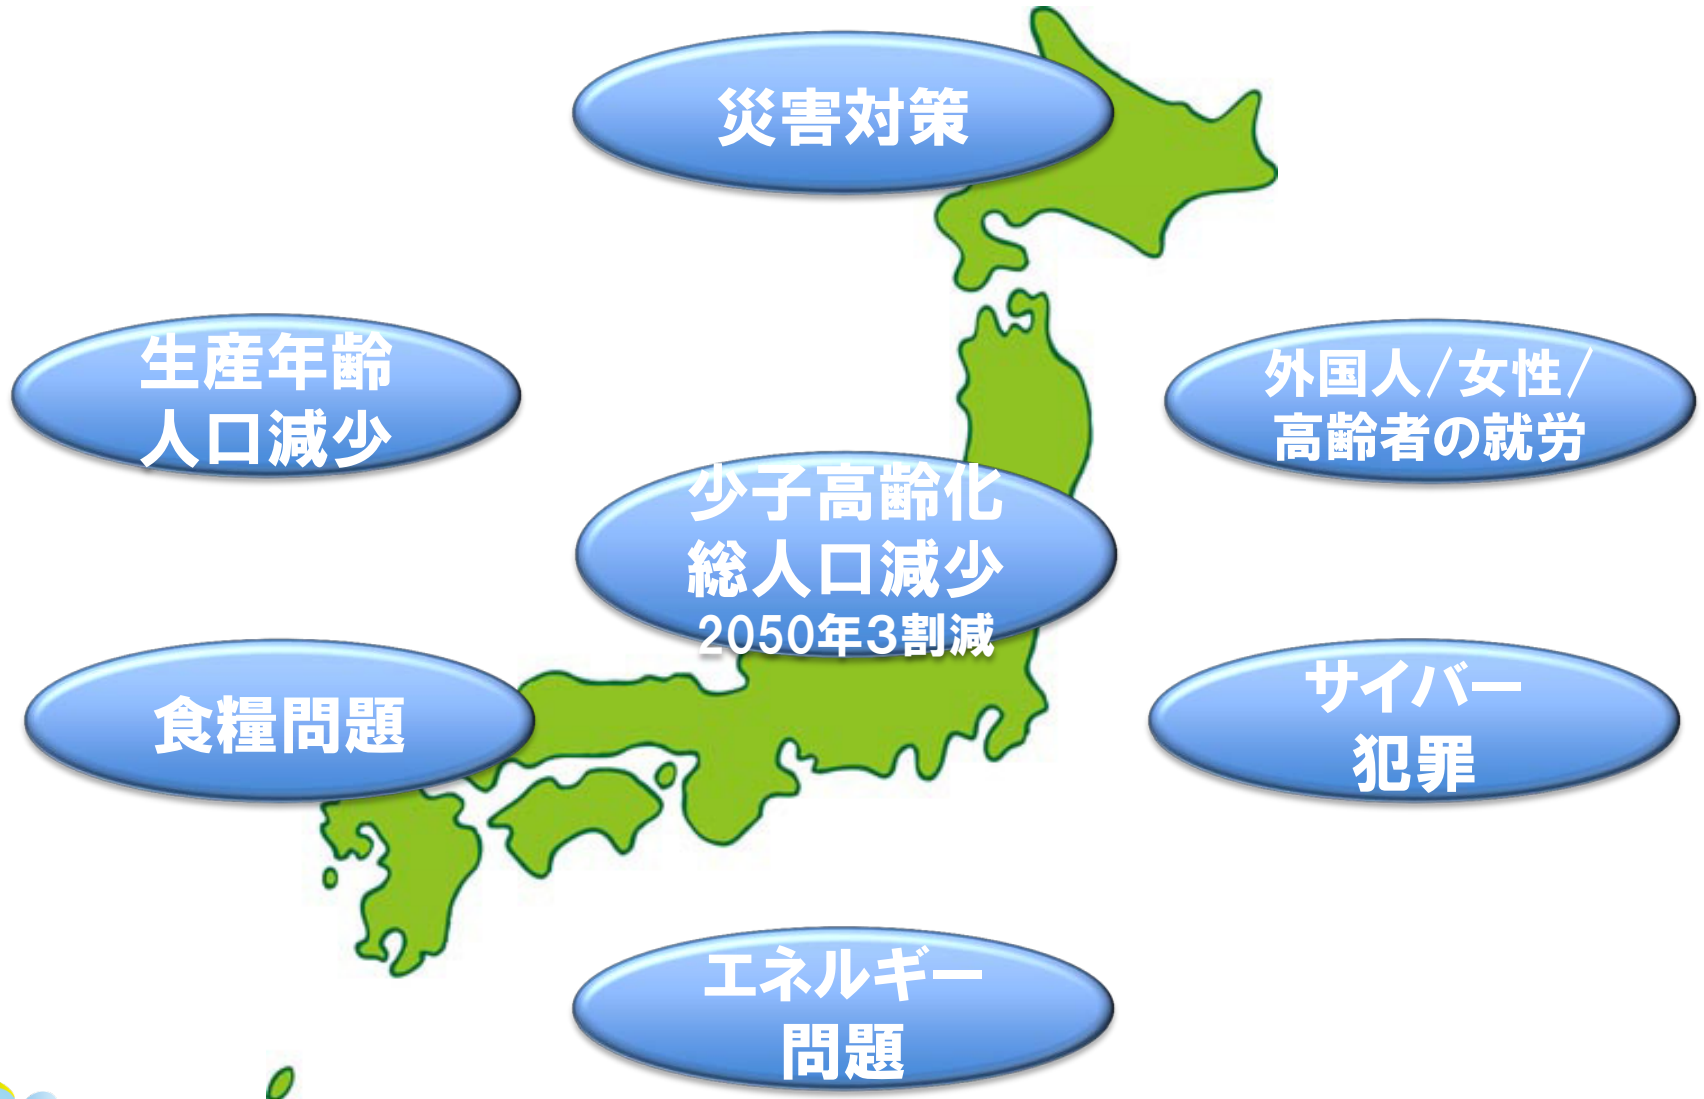 災害対策
生産年齢
人口減少
外国人/女性/
高齢者の就労
少子高齢化
総人口減少
2050年３割減
食糧問題
サイバー
犯罪
エネルギー
問題